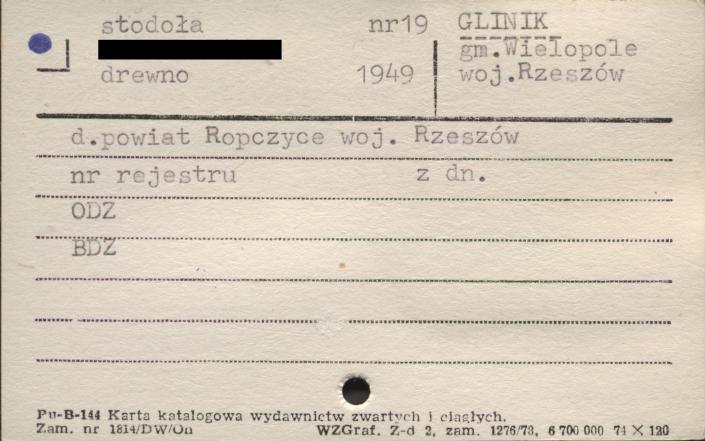 stodoła nr19 GLINIK
gm.Wielopole
drewno 1949 woj.Rzeszów
d.powiat Ropczyce woj. Rzeszów
nr rejestru z dn.
ODZ
BDZ
Pu-B-144 Karta katalogowa wydawnictw zwartych i ciągłych.
Zam. nr 1814/DW/On WZGraf. Z-d 2, zam. 1276/73, 6 700 000 74 × 120